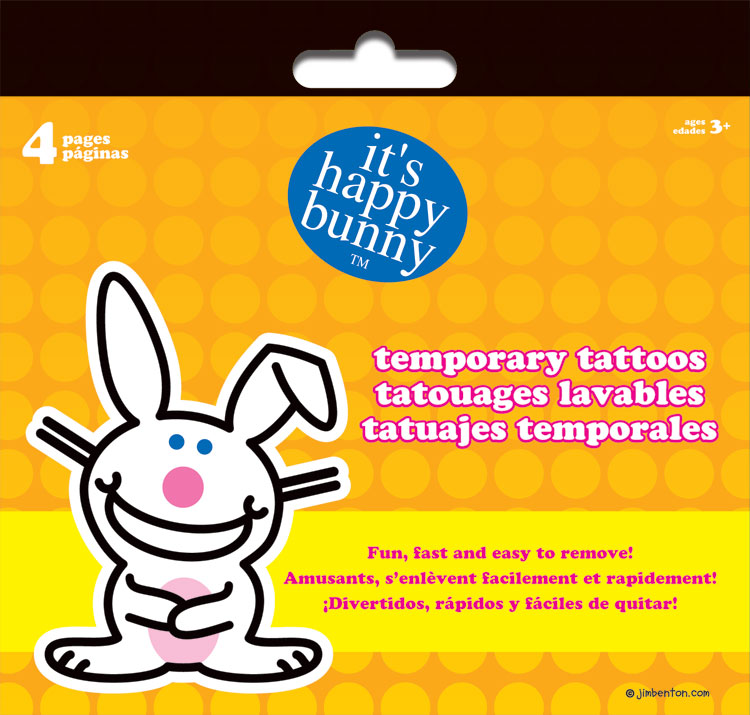 4 pages
páginas
ages
edades 3+
it's
happy
bunny
TM
temporary tattoos
tatouages lavables
tatuajes temporales
Fun, fast and easy to remove!
Amusants, s'enlèvent facilement et rapidement!
¡Divertidos, rápidos y fáciles de quitar!
© jimbenton.com